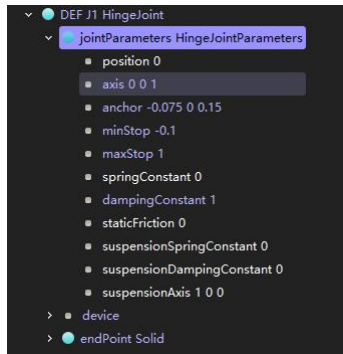 DEF J1 HingeJoint
jointParameters HingeJointParameters
position 0
axis 0 0 1
anchor -0.075 0 0.15
minStop -0.1
maxStop 1
springConstant 0
dampingConstant 1
staticFriction 0
suspensionSpringConstant 0
suspensionDampingConstant 0
suspensionAxis 1 0 0
device
endPoint Solid